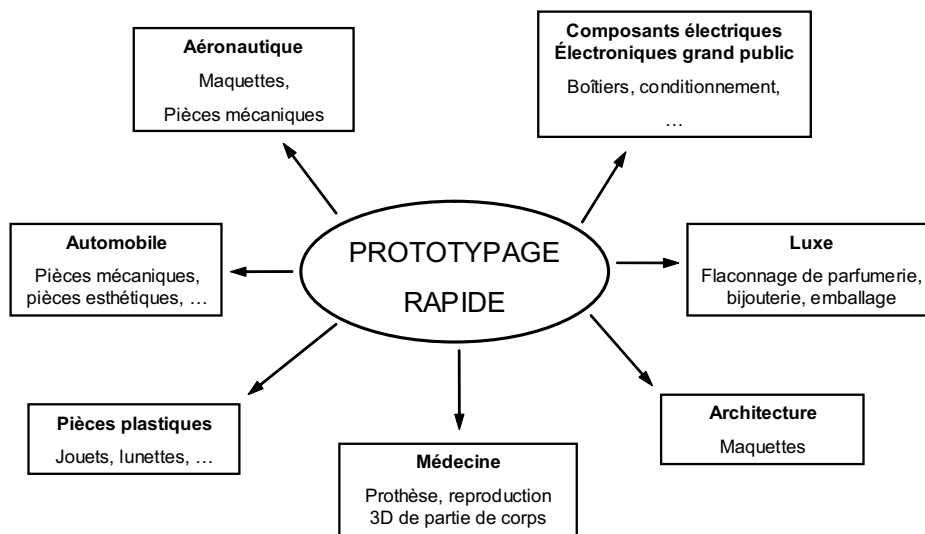 Aéronautique
Maquettes,
Pièces mécaniques
Composants électriques
Électroniques grand public
Boîtiers, conditionnement,
…
Automobile
Pièces mécaniques,
pièces esthétiques, …
PROTOTYPAGE
RAPIDE
Luxe
Flaconnage de parfumerie,
bijouterie, emballage
Pièces plastiques
Jouets, lunettes, …
Médecine
Prothèse, reproduction
3D de partie de corps
Architecture
Maquettes